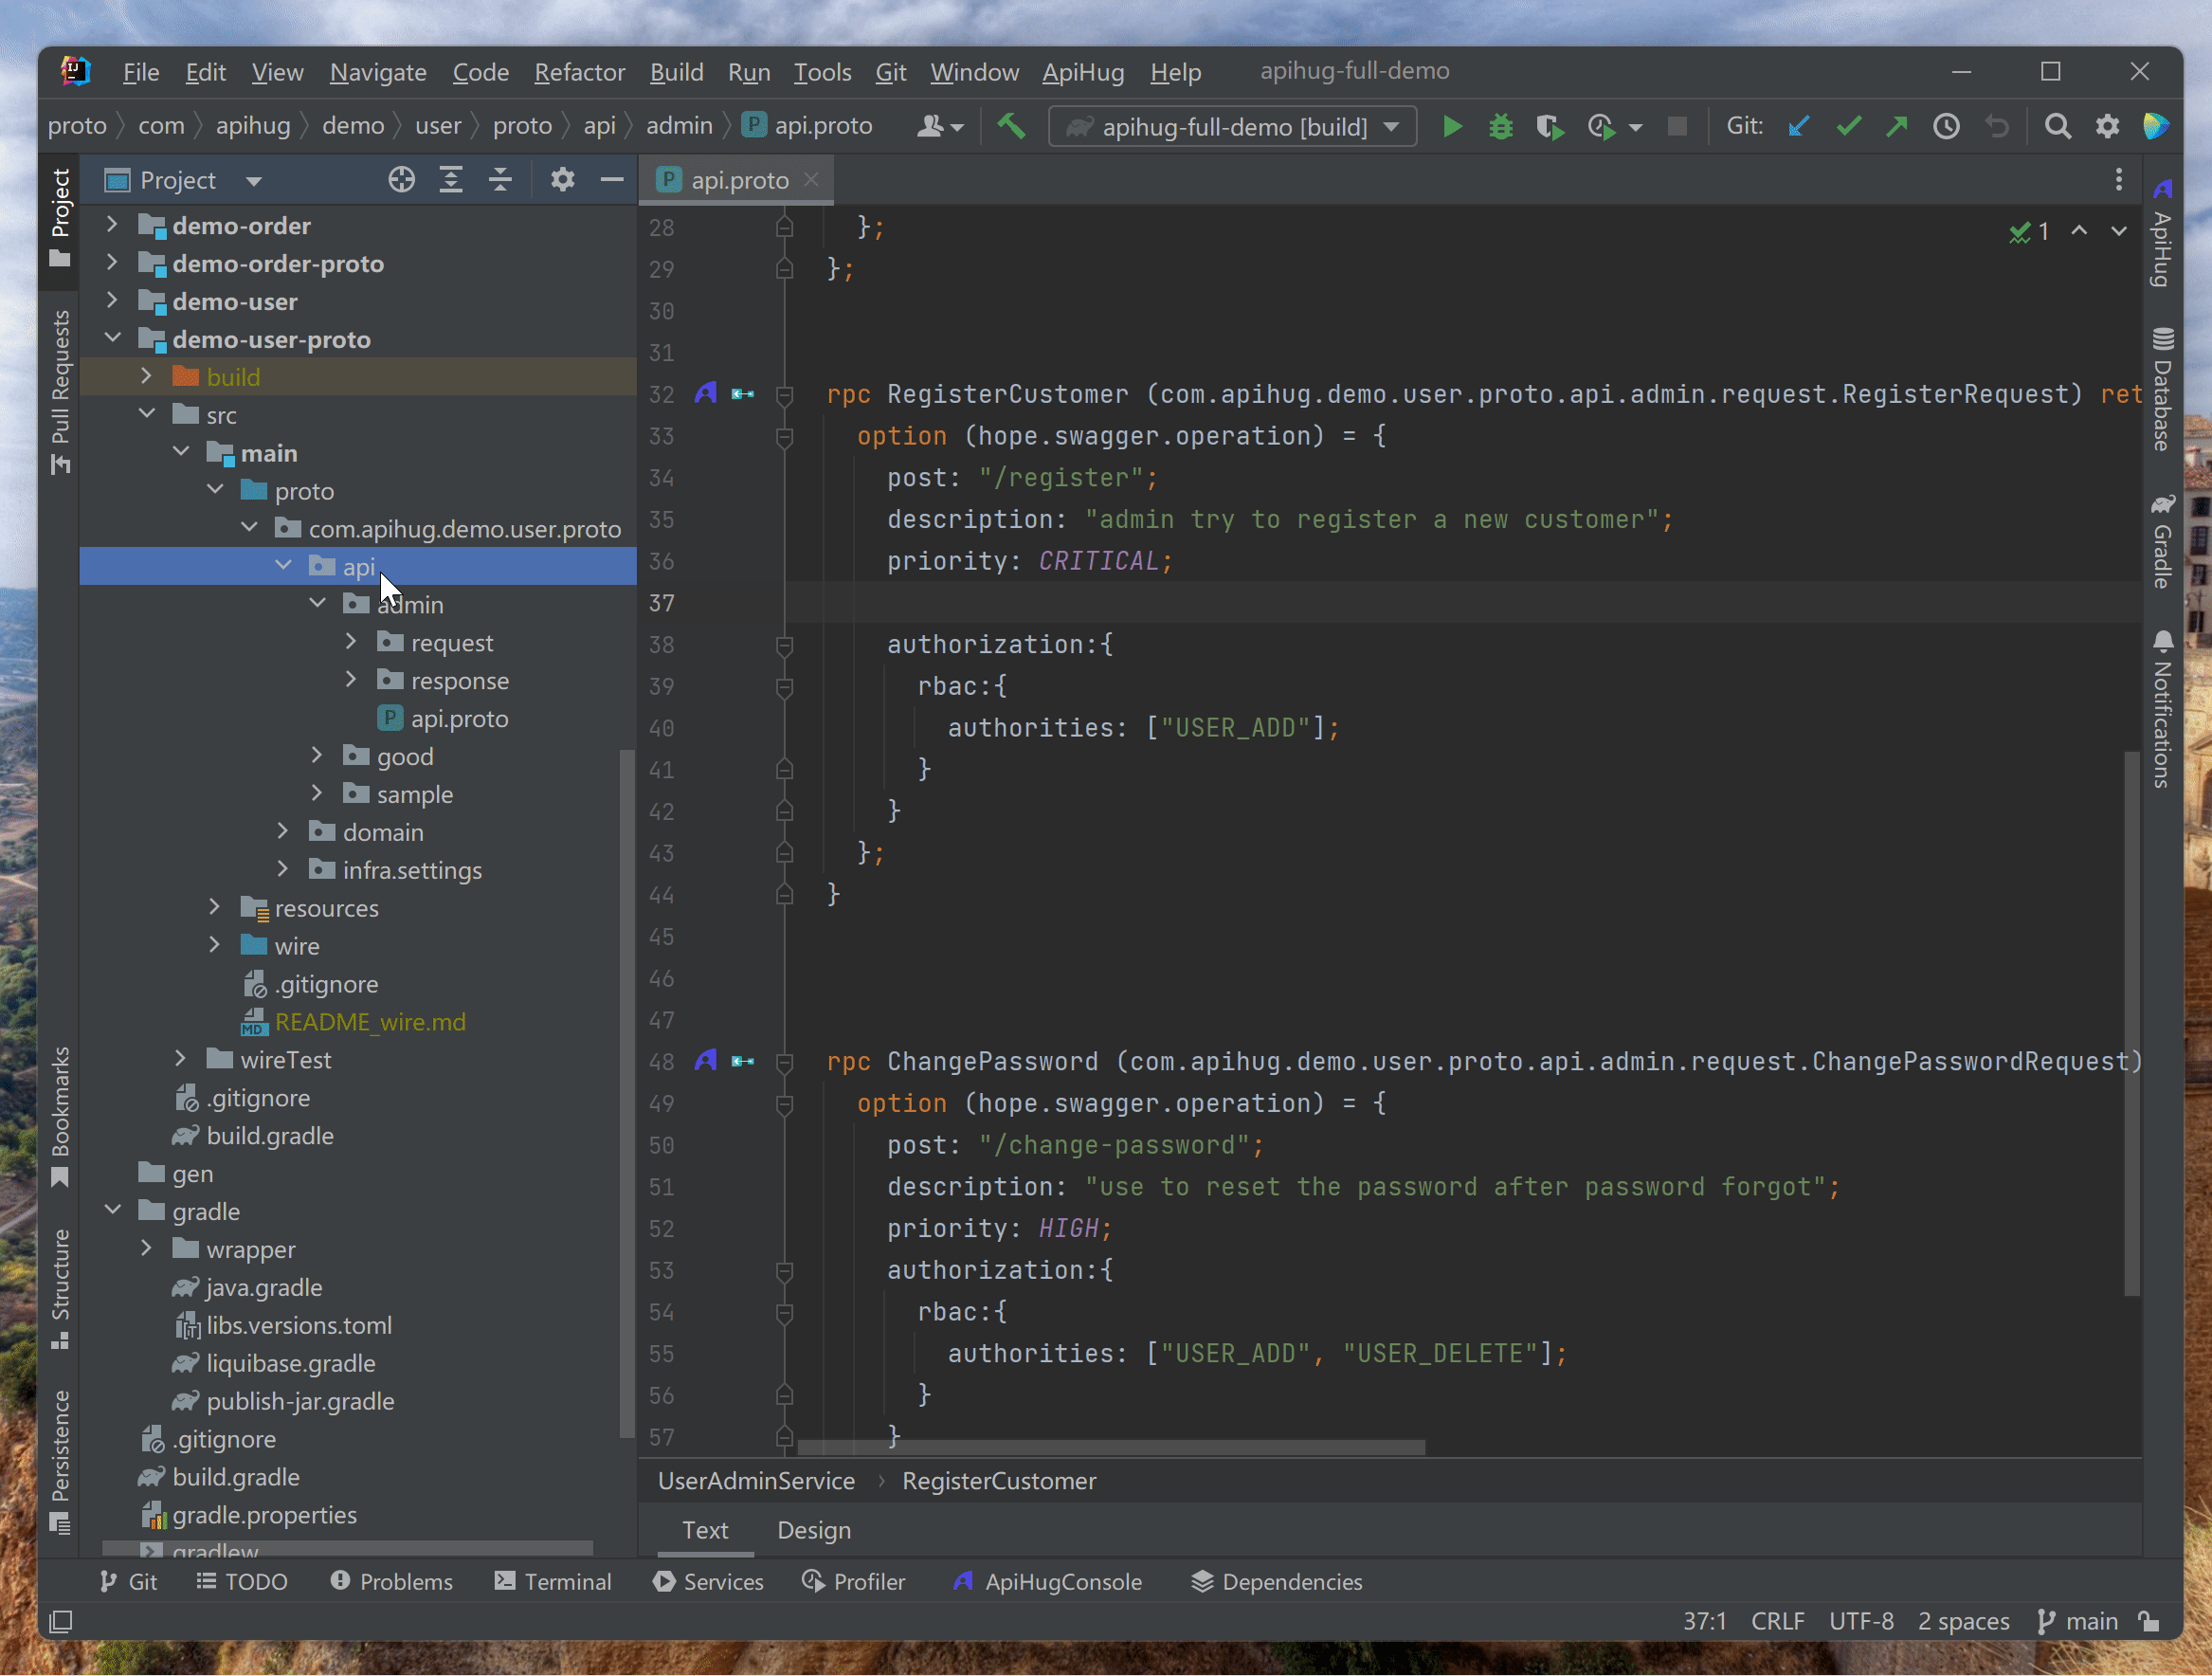 File Edit View Navigate Code Refactor Build Run Tools Git Window ApiHug Help apihug-full-demo
proto com apihug demo user proto api admin api.proto apihug-full-demo [build] Git:
Project
Pull Requests
Bookmarks
Structure
Persistence
Project
demo-order
demo-order-proto
demo-user
demo-user-proto
build
src
main
proto
com.apihug.demo.user.proto
api
admin
request
response
api.proto
good
sample
domain
infra.settings
resources
wire
.gitignore
README_wire.md
wireTest
.gitignore
build.gradle
gen
gradle
wrapper
java.gradle
libs.versions.toml
liquibase.gradle
publish-jar.gradle
.gitignore
build.gradle
gradle.properties
gradlew
api.proto
1
28 };
29 };
30
31
32 rpc RegisterCustomer (com.apihug.demo.user.proto.api.admin.request.RegisterRequest) ret
33 option (hope.swagger.operation) = {
34 post: "/register";
35 description: "admin try to register a new customer";
36 priority: CRITICAL;
37
38 authorization:{
39 rbac:{
40 authorities: ["USER_ADD"];
41 }
42 }
43 };
44 }
45
46
47
48 rpc ChangePassword (com.apihug.demo.user.proto.api.admin.request.ChangePasswordRequest)
49 option (hope.swagger.operation) = {
50 post: "/change-password";
51 description: "use to reset the password after password forgot";
52 priority: HIGH;
53 authorization:{
54 rbac:{
55 authorities: ["USER_ADD", "USER_DELETE"];
56 }
57 }
UserAdminService RegisterCustomer
Text Design
ApiHug
Database
Gradle
Notifications
Git TODO Problems Terminal Services Profiler ApiHugConsole Dependencies
37:1 CRLF UTF-8 2 spaces main